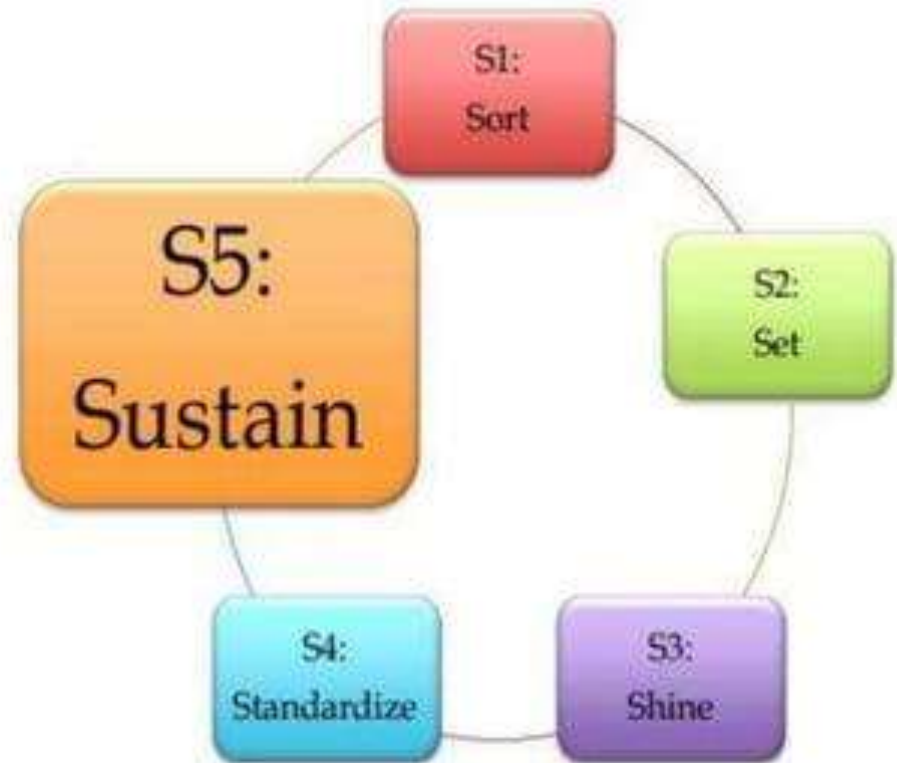 S1:
Sort
S2:
Set
S3:
Shine
S4:
Standardize
S5:
Sustain